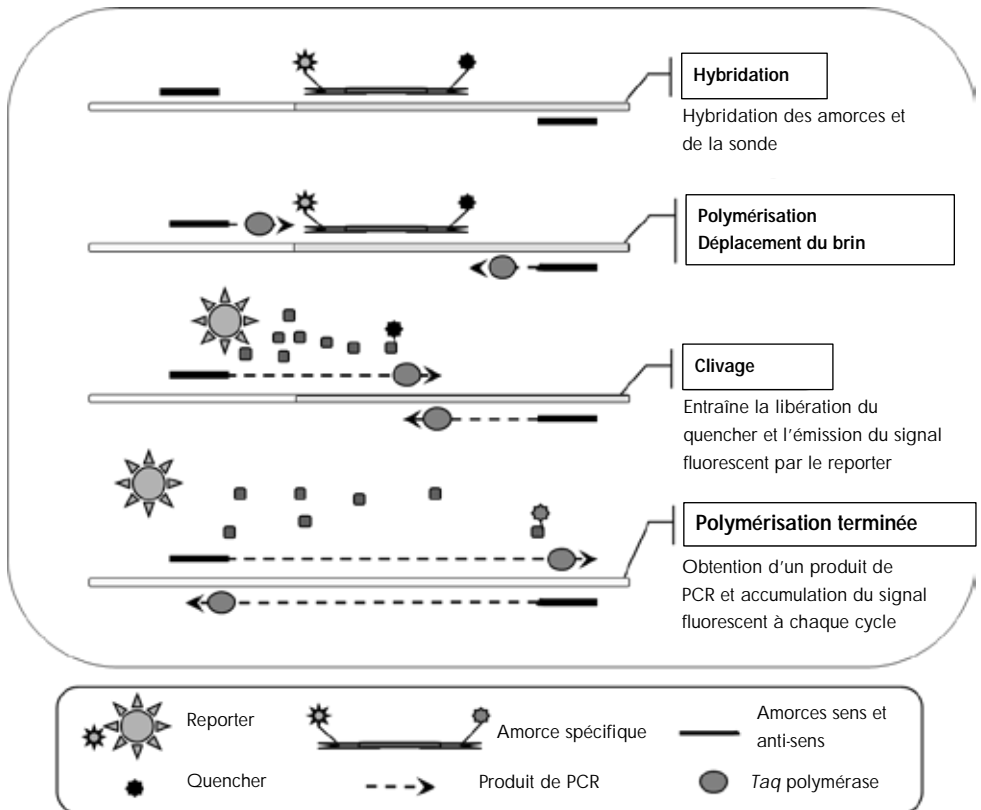 Hybridation
Hybridation des amorces et
de la sonde
Polymérisation
Déplacement du brin
Clivage
Entraîne la libération du
quencher et l'émission du signal
fluorescent par le reporter
Polymérisation terminée
Obtention d'un produit de
PCR et accumulation du signal
fluorescent à chaque cycle
Reporter
Amorce spécifique
Amorces sens et
anti-sens
Quencher
Produit de PCR
Taq polymérase